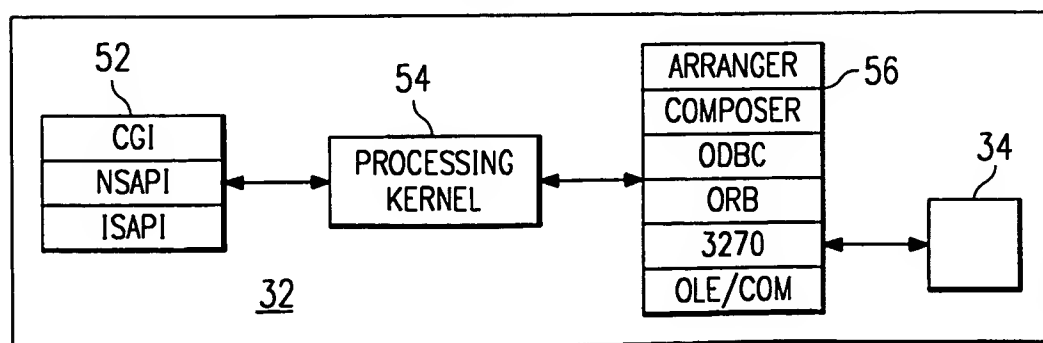 52
CGI
NSAPI
ISAPI
54
PROCESSING
KERNEL
56
ARRANGER
COMPOSER
ODBC
ORB
3270
OLE/COM
34
32